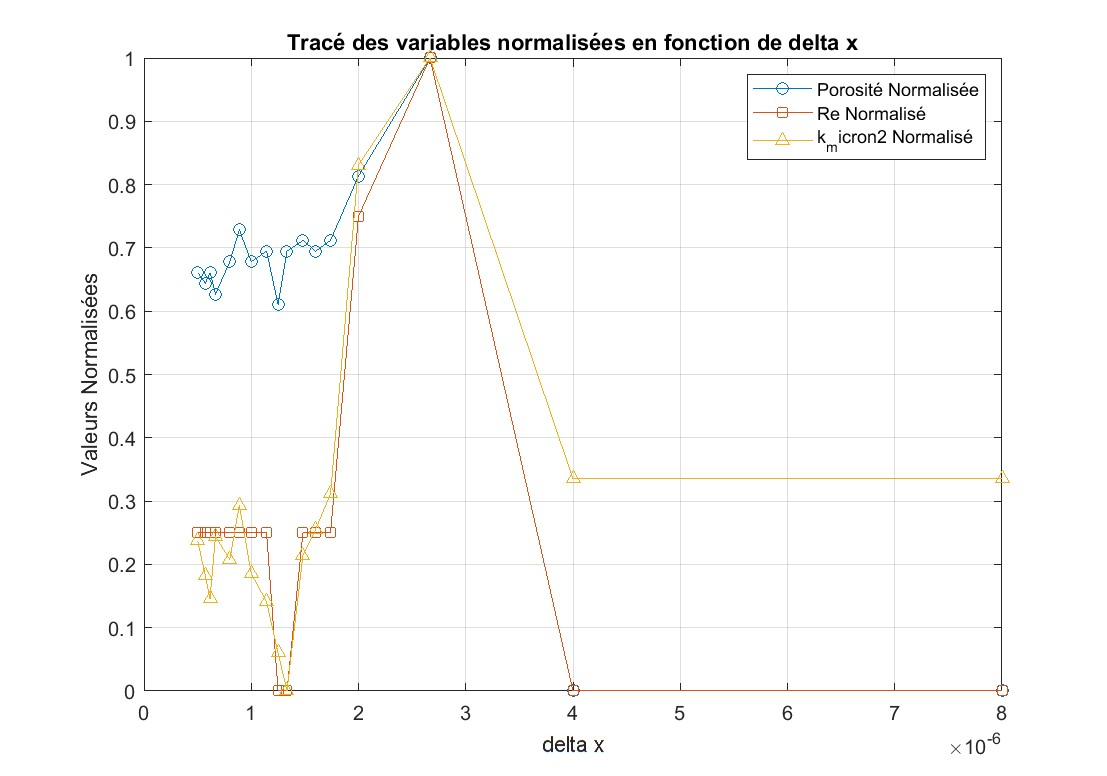 Tracé des variables normalisées en fonction de delta x
Porosité Normalisée
Re Normalisé
k_micron2 Normalisé
Valeurs Normalisées
1
0.9
0.8
0.7
0.6
0.5
0.4
0.3
0.2
0.1
0
0 1 2 3 4 5 6 7 8
delta x
×10-6